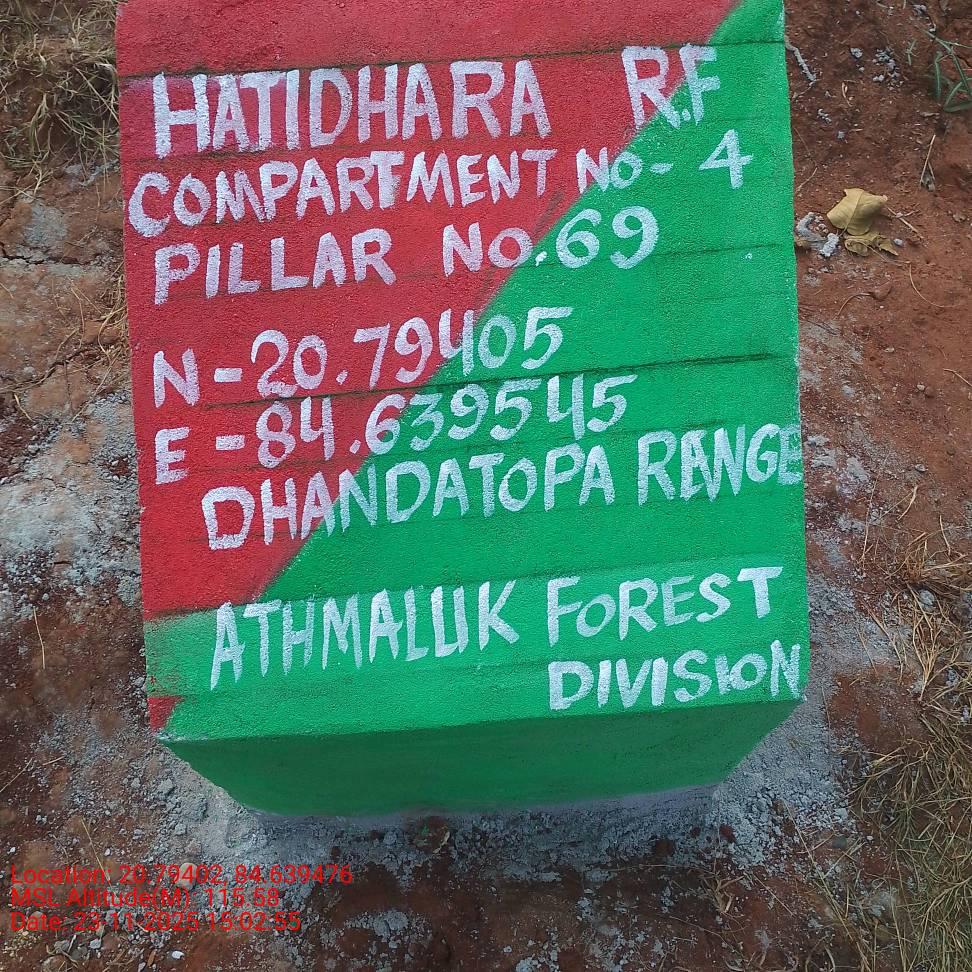 HATIDHARA R.F
COMPARTMENT NO- 4
PILLAR NO.69
N -20.79405
E -84.639545
DHANDATOPA RANGE
ATHMALUK FOREST
DIVISION
Location: 20.79402, 84.639476
MSL Altitude(M) 115.58
Date: 23-11-2025 15:02:55